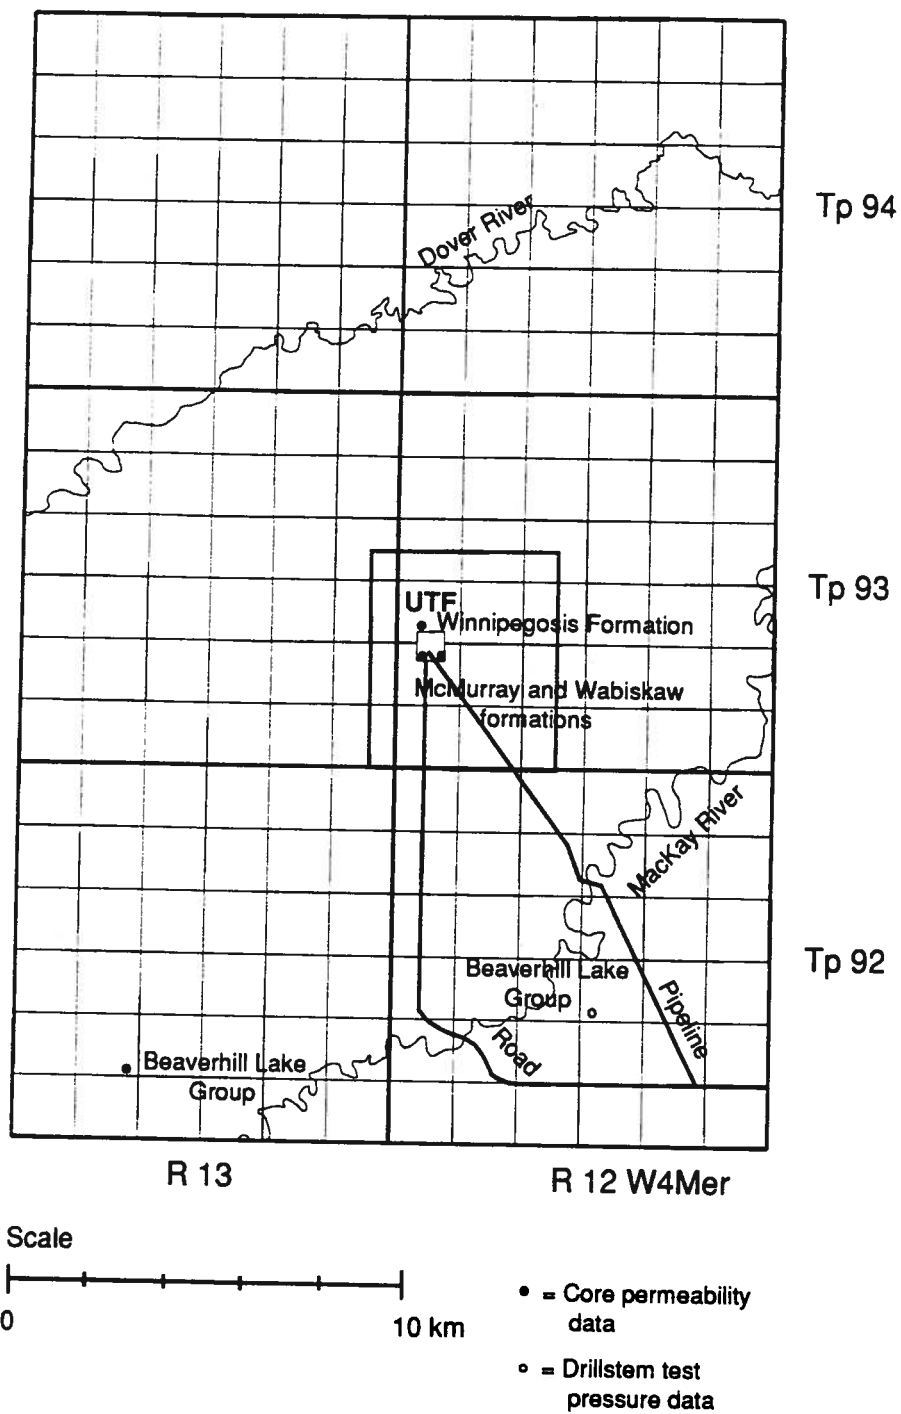 Tp 94
Dover River
Tp 93
UTF
Winnipegosis Formation
McMurray and Wabiskaw
formations
MacKay River
Tp 92
Beaverhill Lake
Group
Pipeline
Road
Beaverhill Lake
Group
R 13
R 12 W4Mer
Scale
0
10 km
• = Core permeability
data
○ = Drillstem test
pressure data